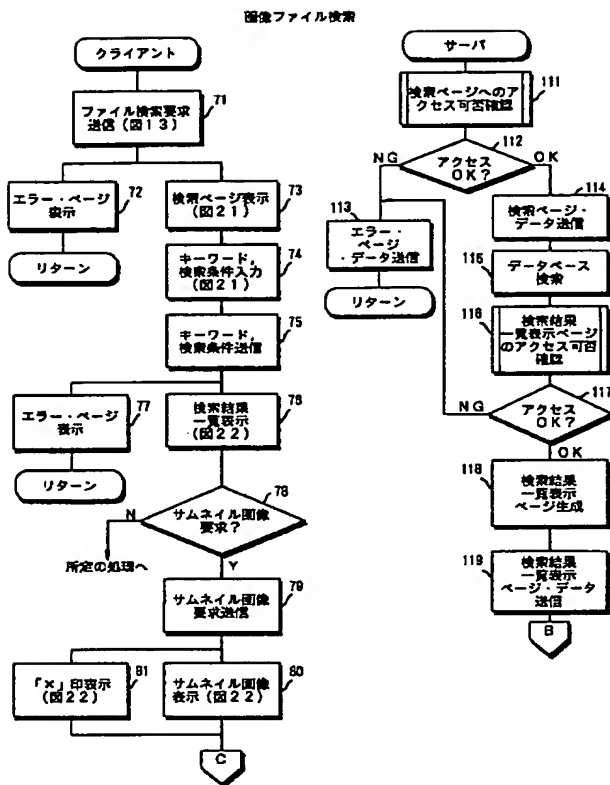 画像ファイル検索
クライアント
ファイル検索要求
送信(図13)
71
エラー・ページ
表示
72
リターン
検索ページ表示
(図21)
73
キーワード,
検索条件入力
(図21)
74
キーワード,
検索条件送信
75
エラー・ページ
表示
77
リターン
検索結果
一覧表示
(図22)
76
サムネイル画像
要求?
78
N
所定の処理へ
Y
サムネイル画像
要求送信
79
「×」印表示
(図22)
81
サムネイル画像
表示(図22)
80
C
サーバ
検索ページへのア
クセス可否確認
111
アクセス
OK?
112
NG
OK
エラー・
ページ
・データ送信
113
リターン
検索ページ・
データ送信
114
データベース
検索
115
検索結果
一覧表示ページ
のアクセス可否
確認
116
アクセス
OK?
117
NG
OK
検索結果
一覧表示
ページ生成
118
検索結果
一覧表示
ページ・データ
送信
119
B